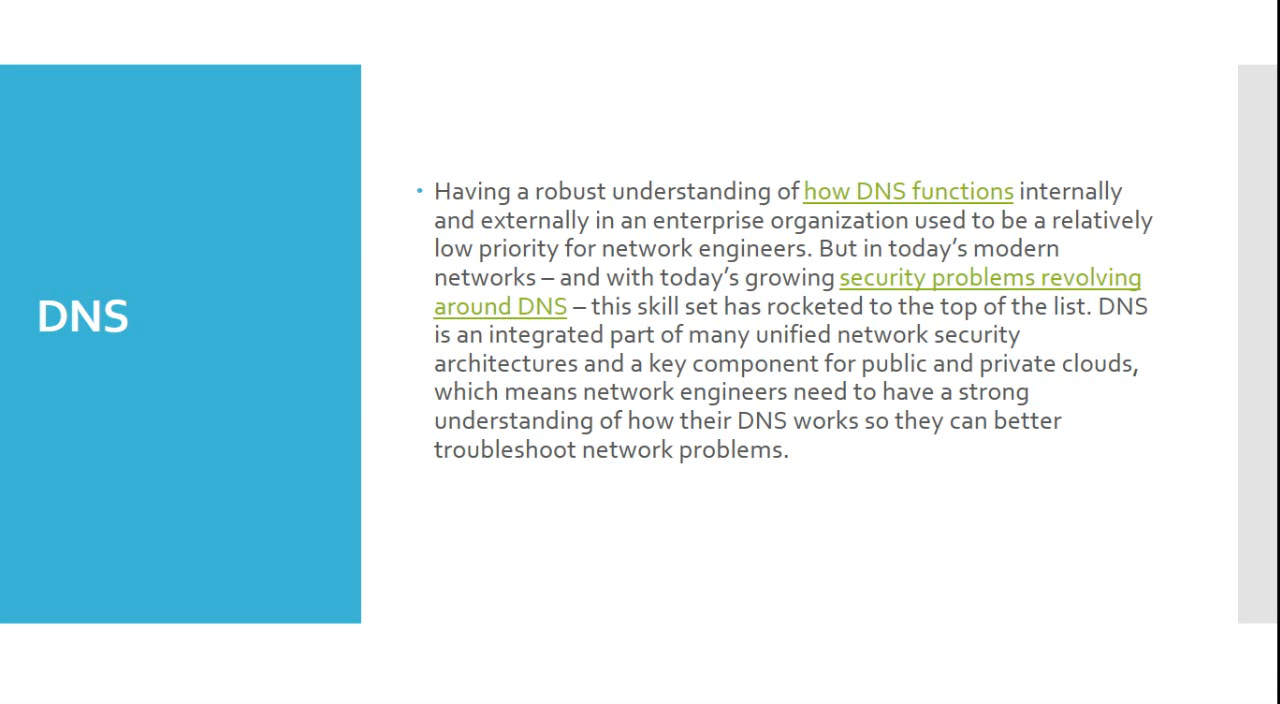 DNS
• Having a robust understanding of how DNS functions internally
and externally in an enterprise organization used to be a relatively
low priority for network engineers. But in today’s modern
networks – and with today’s growing security problems revolving
around DNS – this skill set has rocketed to the top of the list. DNS
is an integrated part of many unified network security
architectures and a key component for public and private clouds,
which means network engineers need to have a strong
understanding of how their DNS works so they can better
troubleshoot network problems.